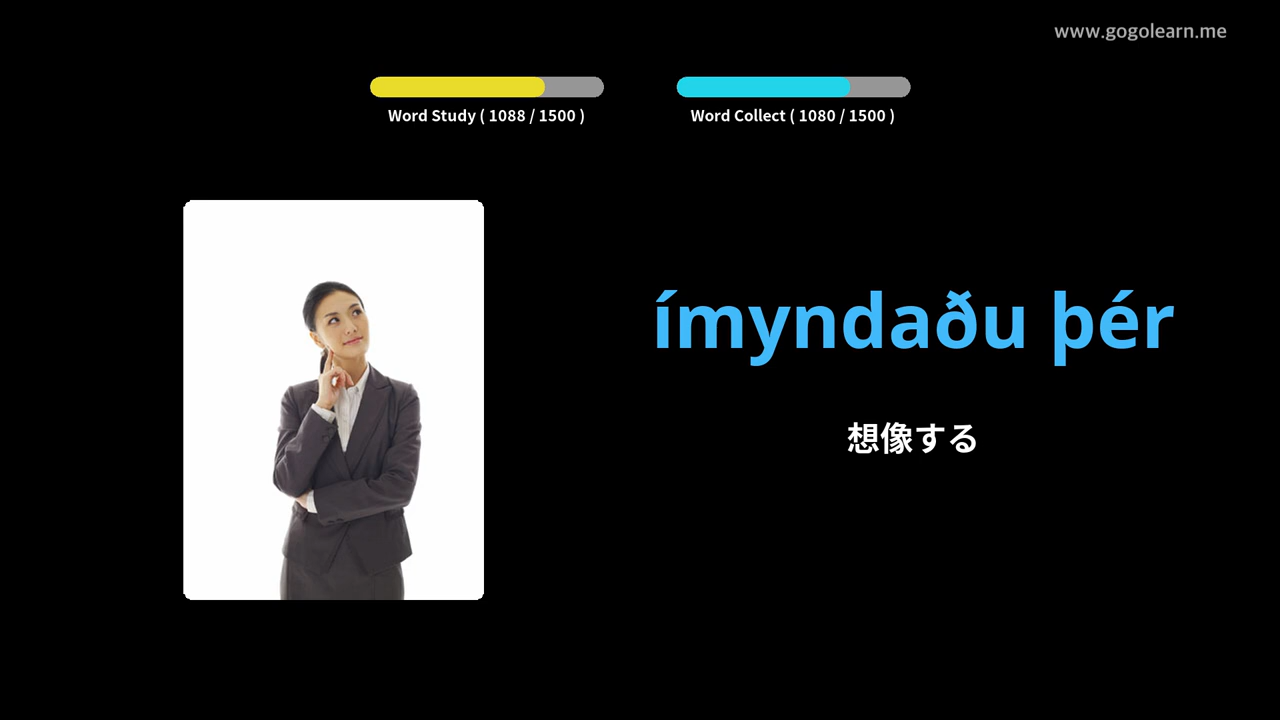 www.gogolearn.me
Word Study ( 1088 / 1500 )
Word Collect ( 1080 / 1500 )
ímyndaðu þér
想像する